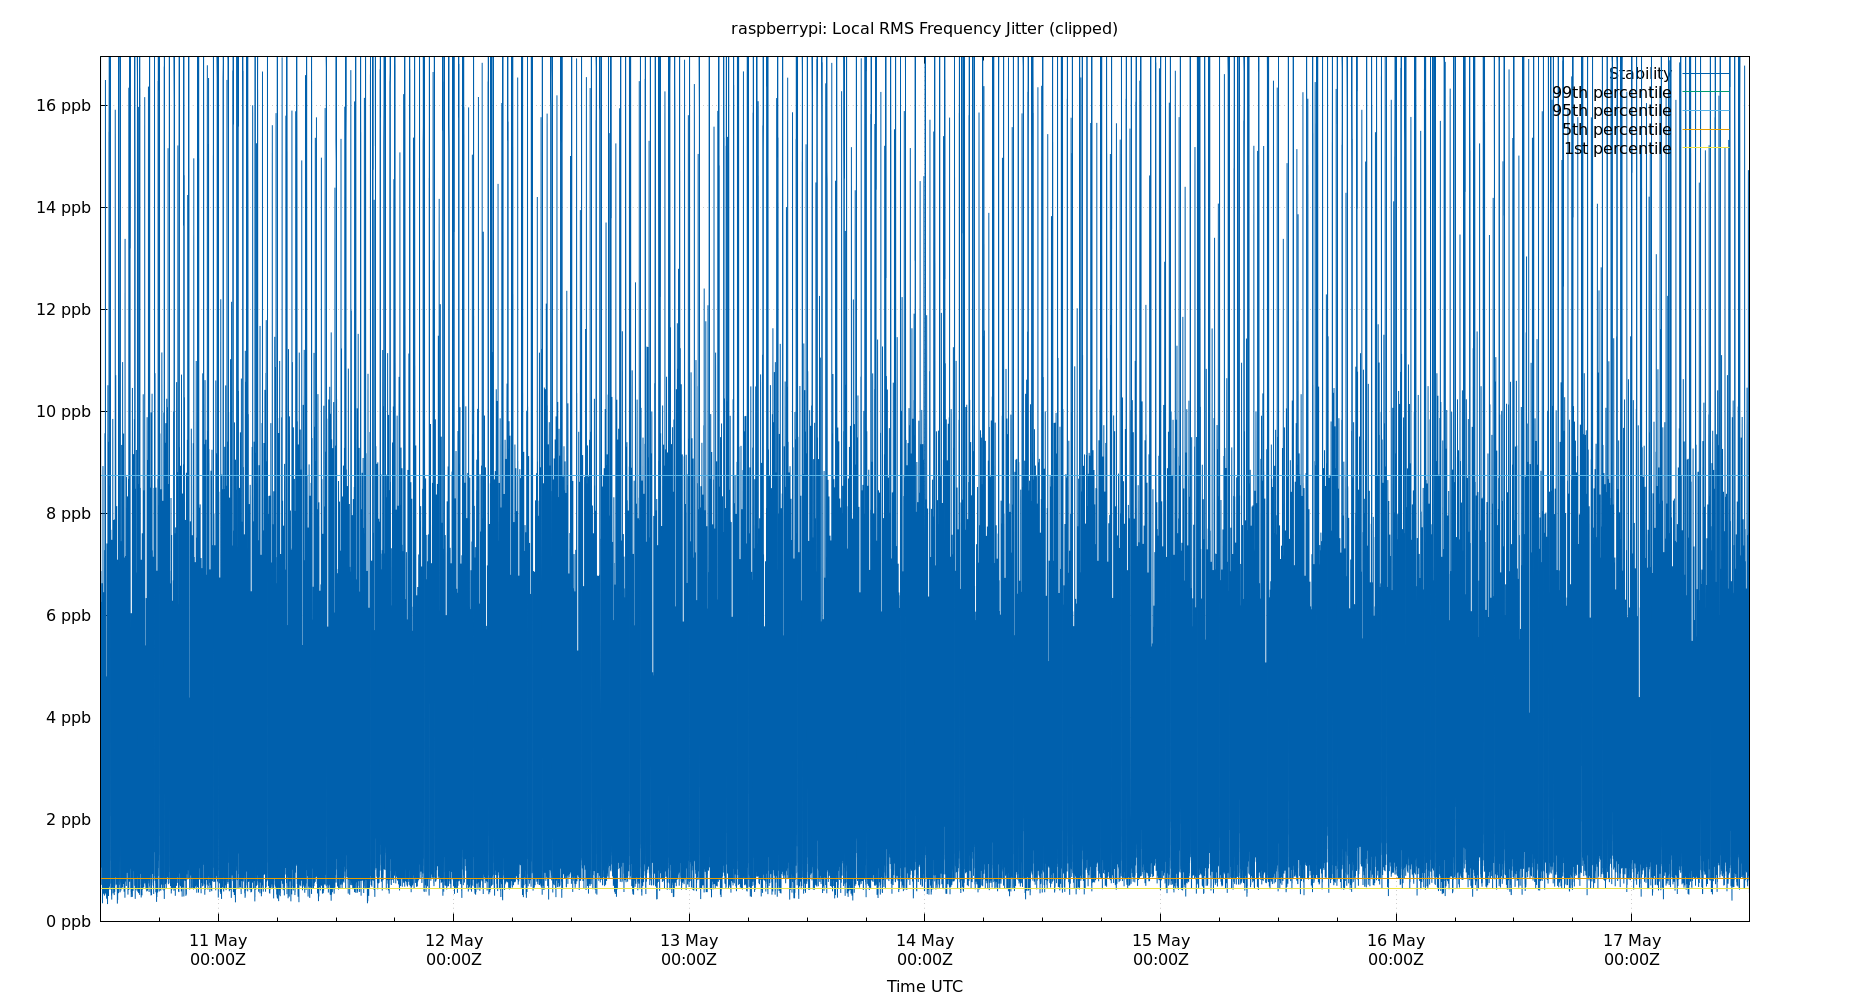 raspberrypi: Local RMS Frequency Jitter (clipped)
Stability
99th percentile
95th percentile
5th percentile
1st percentile
16 ppb
14 ppb
12 ppb
10 ppb
8 ppb
6 ppb
4 ppb
2 ppb
0 ppb
11 May 12 May 13 May 14 May 15 May 16 May 17 May
00:00Z 00:00Z 00:00Z 00:00Z 00:00Z 00:00Z 00:00Z
Time UTC